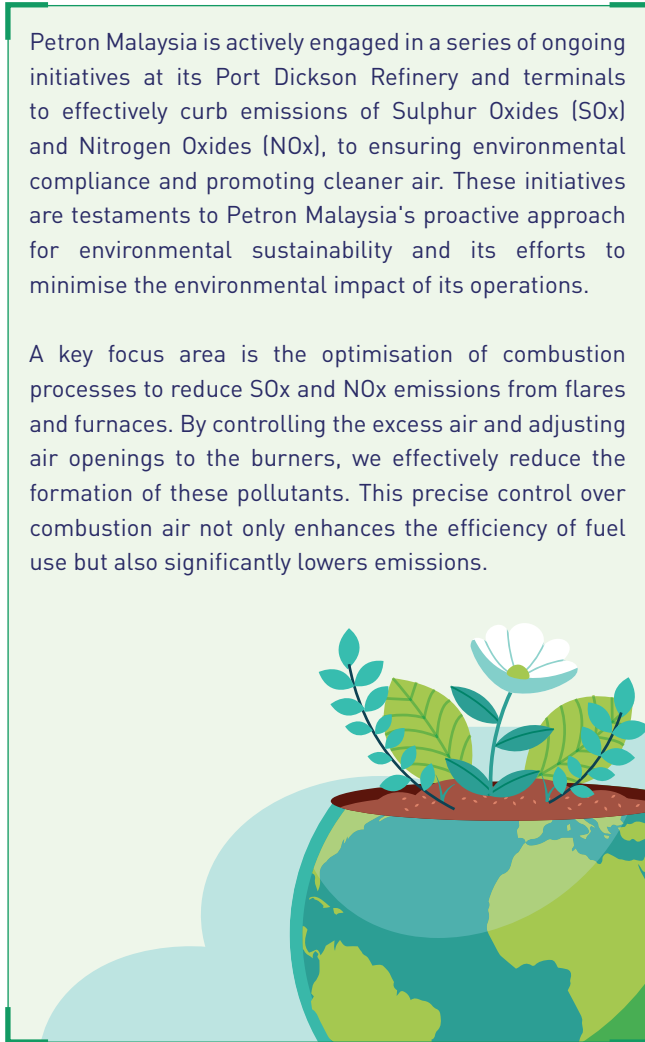 Petron Malaysia is actively engaged in a series of ongoing
initiatives at its Port Dickson Refinery and terminals
to effectively curb emissions of Sulphur Oxides (SOx)
and Nitrogen Oxides (NOx), to ensuring environmental
compliance and promoting cleaner air. These initiatives
are testaments to Petron Malaysia's proactive approach
for environmental sustainability and its efforts to
minimise the environmental impact of its operations.
A key focus area is the optimisation of combustion
processes to reduce SOx and NOx emissions from flares
and furnaces. By controlling the excess air and adjusting
air openings to the burners, we effectively reduce the
formation of these pollutants. This precise control over
combustion air not only enhances the efficiency of fuel
use but also significantly lowers emissions.